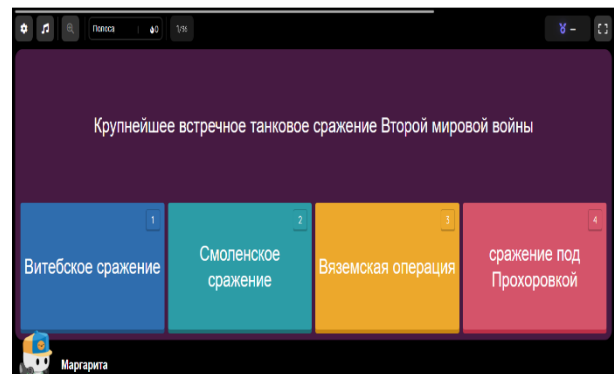 Полоса 0
1/96
Крупнейшее встречное танковое сражение Второй мировой войны
1
Витебское сражение
2
Смоленское
сражение
3
Вяземская операция
4
сражение под
Прохоровкой
Маргарита